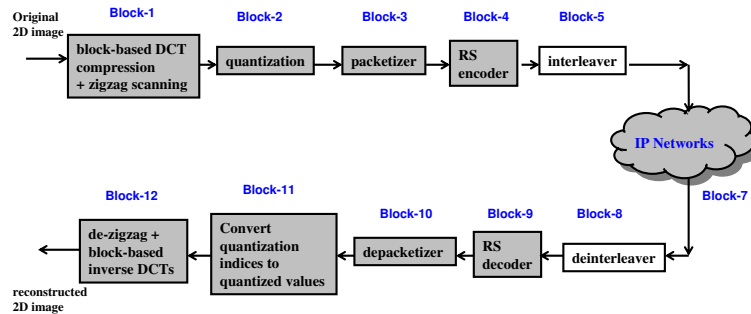 Original
2D image
Block-1
block-based DCT
compression
+ zigzag scanning
Block-2
quantization
Block-3
packetizer
Block-4
RS
encoder
Block-5
interleaver
IP Networks
Block-7
Block-8
deinterleaver
Block-9
RS
decoder
Block-10
depacketizer
Block-11
Convert
quantization
indices to
quantized values
Block-12
de-zigzag +
block-based
inverse DCTs
reconstructed
2D image